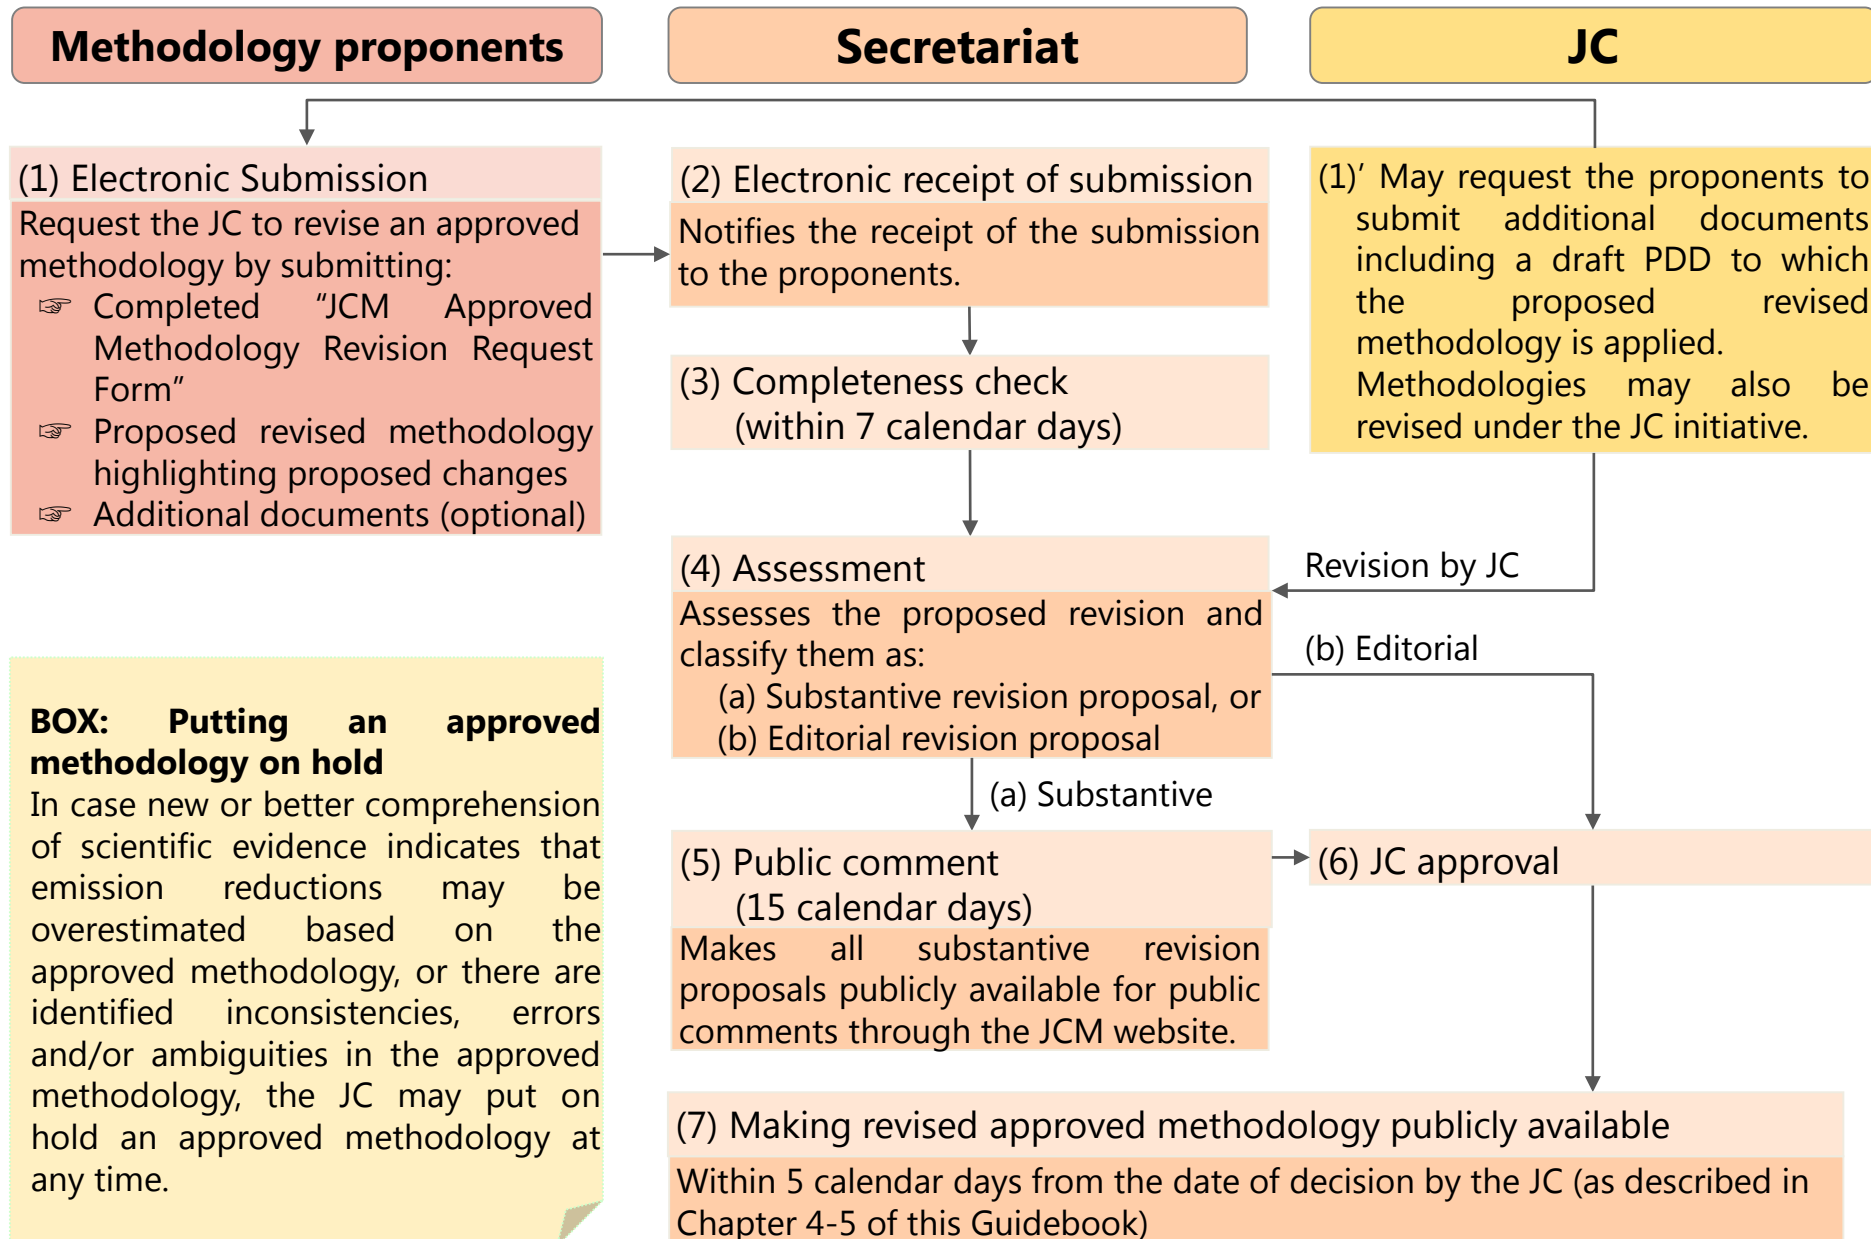 Methodology proponents
Secretariat
JC
(1) Electronic Submission
Request the JC to revise an approved
methodology by submitting:
☞ Completed “JCM Approved
Methodology Revision Request
Form”
☞ Proposed revised methodology
highlighting proposed changes
☞ Additional documents (optional)
(2) Electronic receipt of submission
Notifies the receipt of the submission
to the proponents.
(3) Completeness check
(within 7 calendar days)
(1)’ May request the proponents to
submit additional documents
including a draft PDD to which
the proposed revised
methodology is applied.
Methodologies may also be
revised under the JC initiative.
(4) Assessment
Assesses the proposed revision and
classify them as:
(a) Substantive revision proposal, or
(b) Editorial revision proposal
Revision by JC
(b) Editorial
(a) Substantive
(5) Public comment
(15 calendar days)
Makes all substantive revision
proposals publicly available for public
comments through the JCM website.
(6) JC approval
(7) Making revised approved methodology publicly available
Within 5 calendar days from the date of decision by the JC (as described in
Chapter 4-5 of this Guidebook)
BOX: Putting an approved
methodology on hold
In case new or better comprehension
of scientific evidence indicates that
emission reductions may be
overestimated based on the
approved methodology, or there are
identified inconsistencies, errors
and/or ambiguities in the approved
methodology, the JC may put on
hold an approved methodology at
any time.